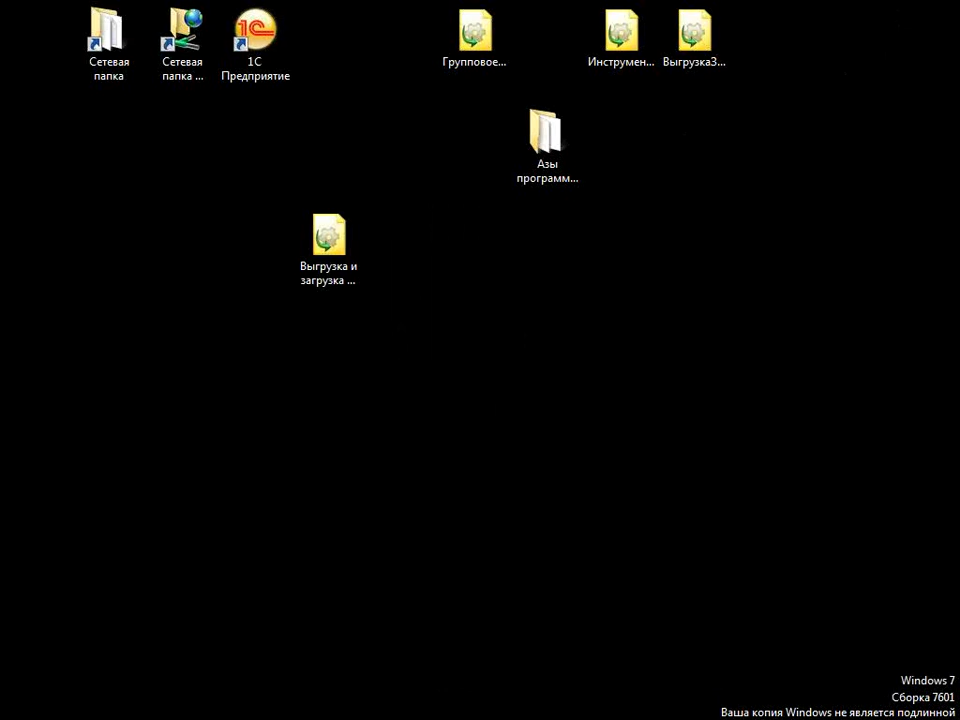 Сетевая
папка
Сетевая
папка ...
1С
Предприятие
Групповое...
Инструмен...
ВыгрузкаЗ...
Азы
программ...
Выгрузка и
загрузка ...
Windows 7
Сборка 7601
Ваша копия Windows не является подлинной